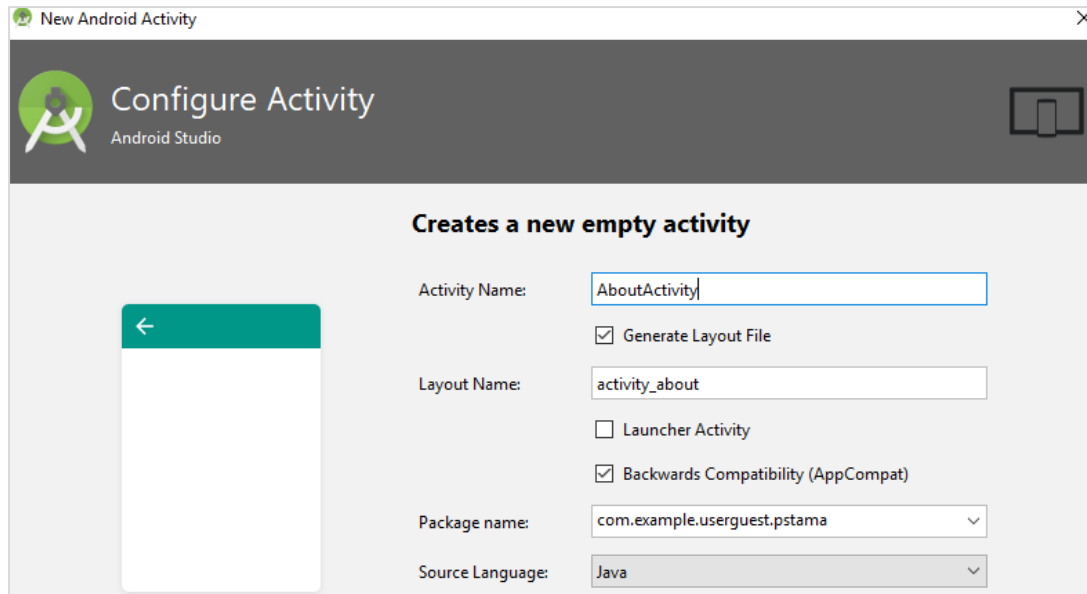 New Android Activity
Configure Activity
Android Studio
Creates a new empty activity
Activity Name: AboutActivity
Generate Layout File
Layout Name: activity_about
Launcher Activity
Backwards Compatibility (AppCompat)
Package name: com.example.userguest.pstama
Source Language: Java